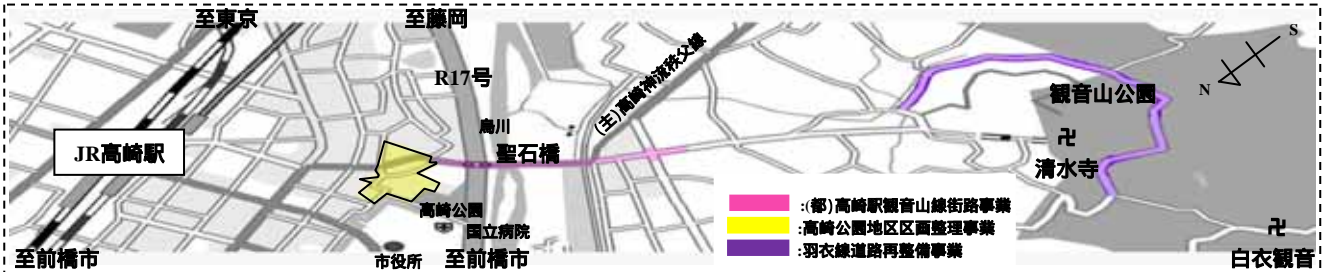 至東京
至藤岡
R17号
(主)高崎神流秩父線
S
N
観音山公園
烏川
JR高崎駅
聖石橋
卍
清水寺
高崎公園
国立病院
:(都)高崎駅観音山線街路事業
:高崎公園地区区画整理事業
:羽衣線道路再整備事業
卍
至前橋市
市役所
至前橋市
白衣観音